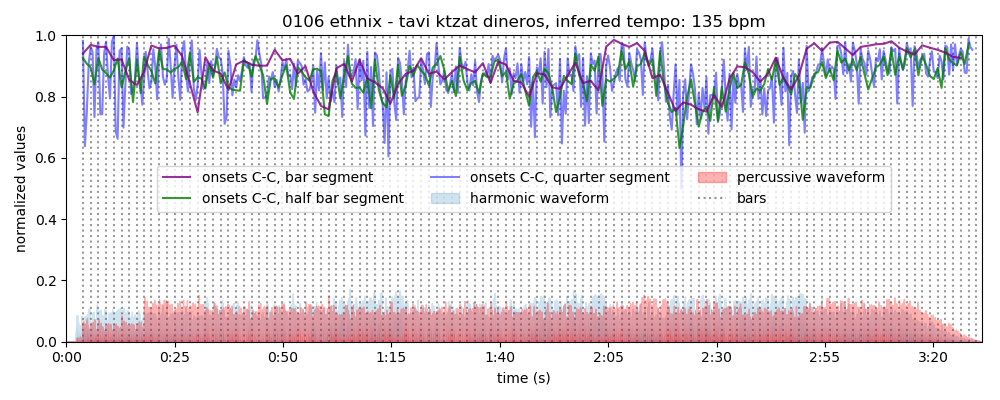 0106 ethnix - tavi ktzat dineros, inferred tempo: 135 bpm
normalized values
1.0
0.8
0.6
0.4
0.2
0.0
onsets C-C, bar segment
onsets C-C, half bar segment
onsets C-C, quarter segment
harmonic waveform
percussive waveform
bars
0:00 0:25 0:50 1:15 1:40 2:05 2:30 2:55 3:20
time (s)